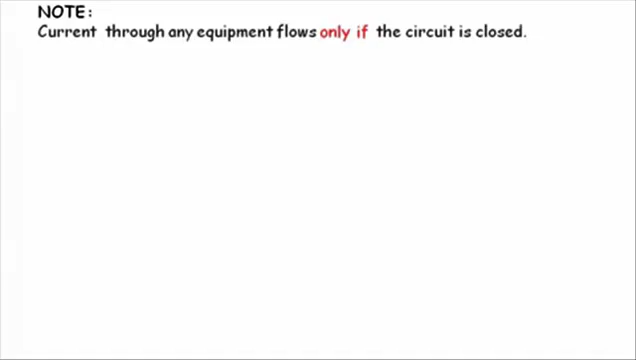 NOTE:
Current through any equipment flows only if the circuit is closed.